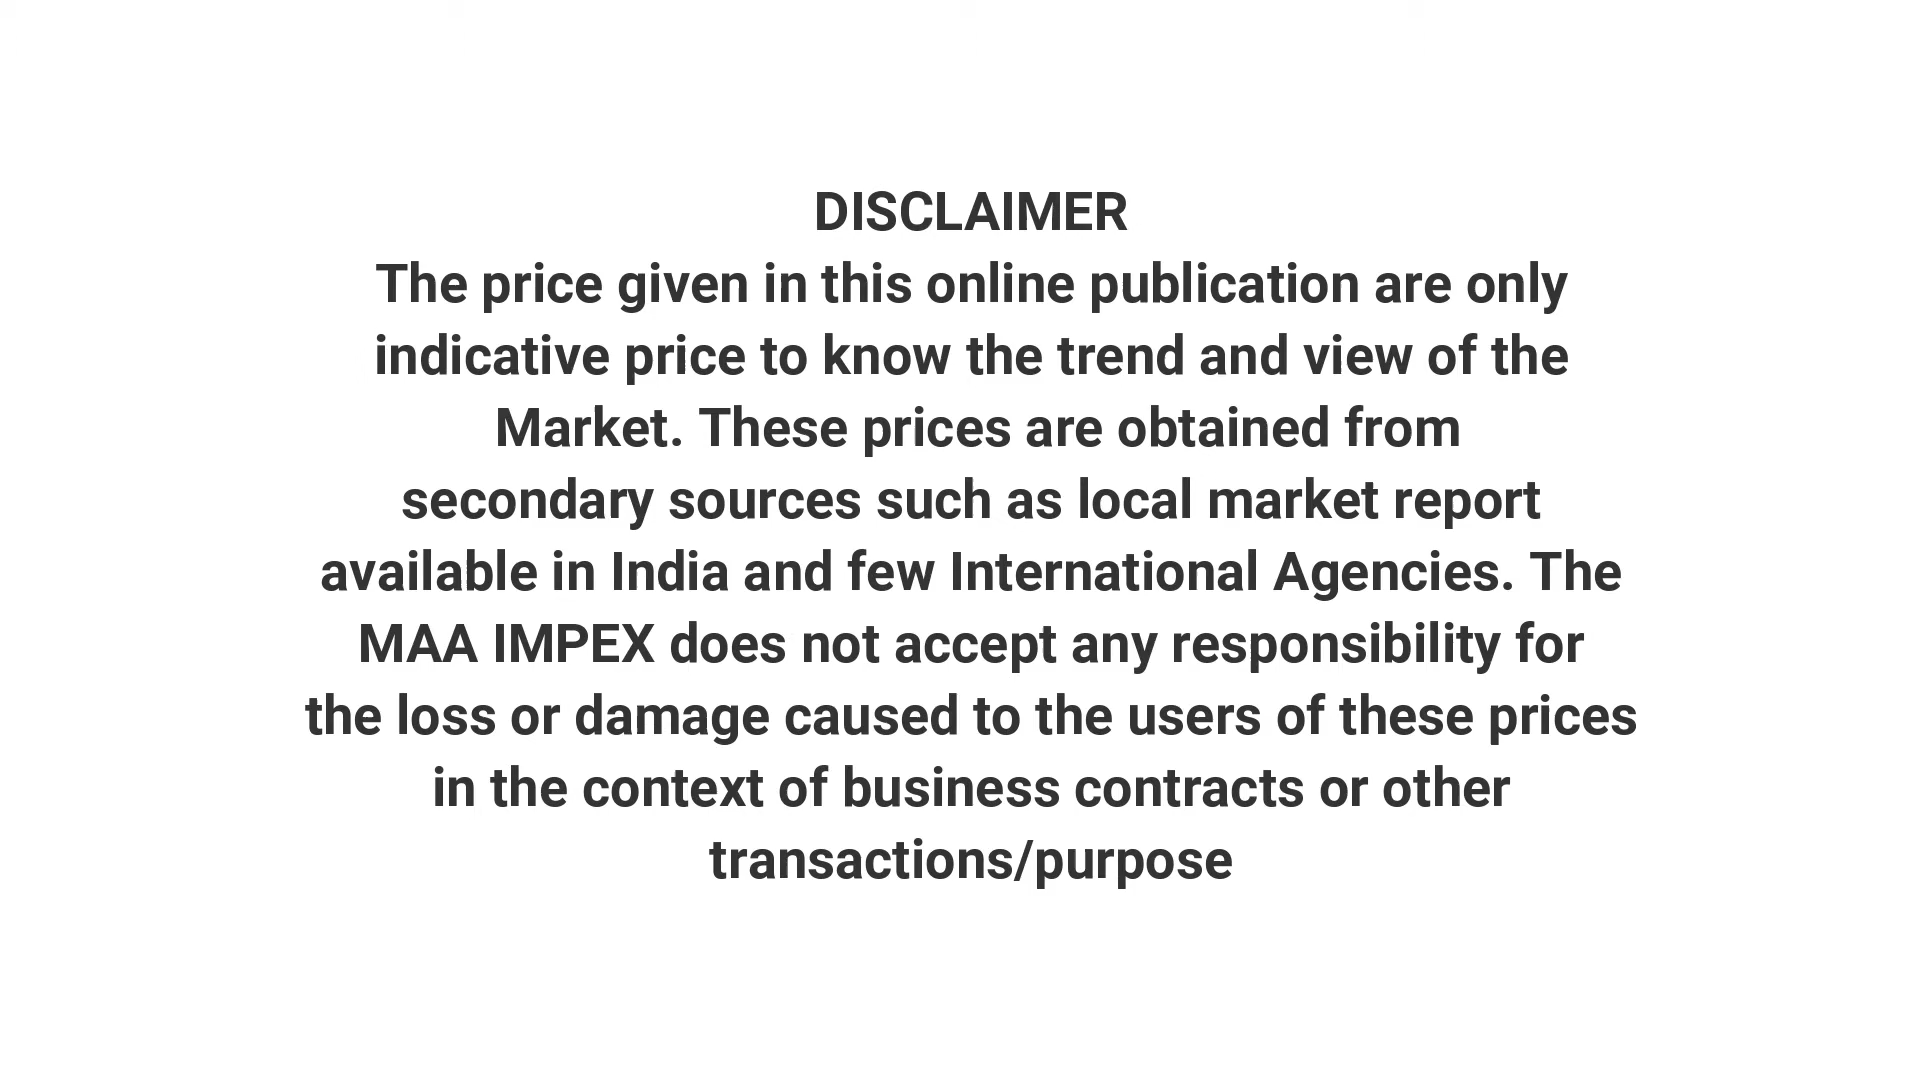 DISCLAIMER
The price given in this online publication are only
indicative price to know the trend and view of the
Market. These prices are obtained from
secondary sources such as local market report
available in India and few International Agencies. The
MAA IMPEX does not accept any responsibility for
the loss or damage caused to the users of these prices
in the context of business contracts or other
transactions/purpose